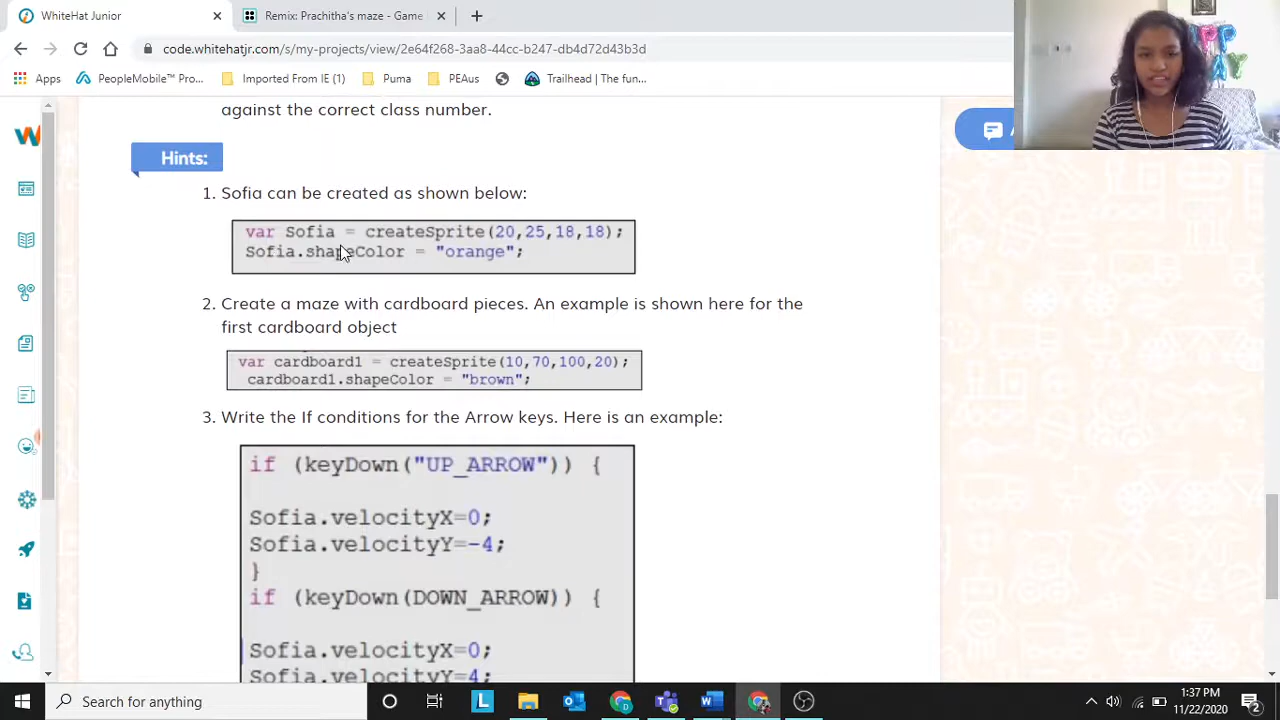 WhiteHat Junior
Remix: Prachitha's maze - Game
code.whitehatjr.com/s/my-projects/view/2e64f268-3aa8-44cc-b247-db4d72d43b3d
Apps
PeopleMobile™ Pro...
Imported From IE (1)
Puma
PEAus
Trailhead | The fun...
against the correct class number.
Hints:
1. Sofia can be created as shown below:
var Sofia = createSprite(20,25,18,18);
Sofia.shapeColor = "orange";
2. Create a maze with cardboard pieces. An example is shown here for the
first cardboard object
var cardboard1 = createSprite(10,70,100,20);
cardboard1.shapeColor = "brown";
3. Write the If conditions for the Arrow keys. Here is an example:
if (keyDown("UP_ARROW")) {
Sofia.velocityX=0;
Sofia.velocityY=-4;
}
if (keyDown(DOWN_ARROW)) {
Sofia.velocityX=0;
Sofia.velocityY=4;
Search for anything
1:37 PM
11/22/2020
2